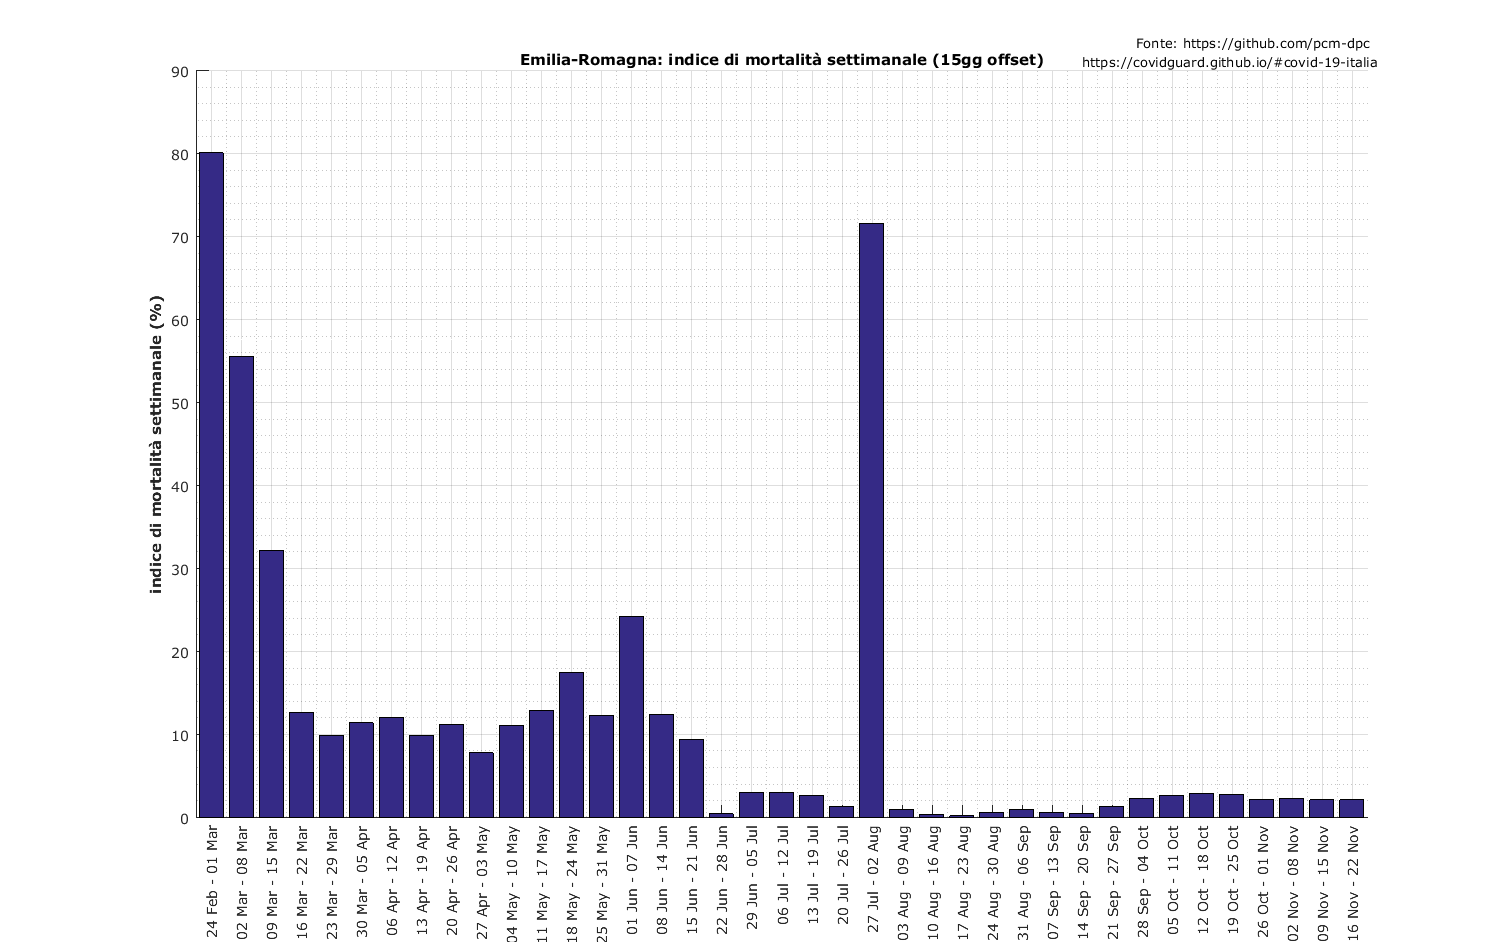 Fonte: https://github.com/pcm-dpc
https://covidguard.github.io/#covid-19-italia
Emilia-Romagna: indice di mortalità settimanale (15gg offset)
indice di mortalità settimanale (%)
90
80
70
60
50
40
30
20
10
0
24 Feb - 01 Mar
02 Mar - 08 Mar
09 Mar - 15 Mar
16 Mar - 22 Mar
23 Mar - 29 Mar
30 Mar - 05 Apr
06 Apr - 12 Apr
13 Apr - 19 Apr
20 Apr - 26 Apr
27 Apr - 03 May
04 May - 10 May
11 May - 17 May
18 May - 24 May
25 May - 31 May
01 Jun - 07 Jun
08 Jun - 14 Jun
15 Jun - 21 Jun
22 Jun - 28 Jun
29 Jun - 05 Jul
06 Jul - 12 Jul
13 Jul - 19 Jul
20 Jul - 26 Jul
27 Jul - 02 Aug
03 Aug - 09 Aug
10 Aug - 16 Aug
17 Aug - 23 Aug
24 Aug - 30 Aug
31 Aug - 06 Sep
07 Sep - 13 Sep
14 Sep - 20 Sep
21 Sep - 27 Sep
28 Sep - 04 Oct
05 Oct - 11 Oct
12 Oct - 18 Oct
19 Oct - 25 Oct
26 Oct - 01 Nov
02 Nov - 08 Nov
09 Nov - 15 Nov
16 Nov - 22 Nov